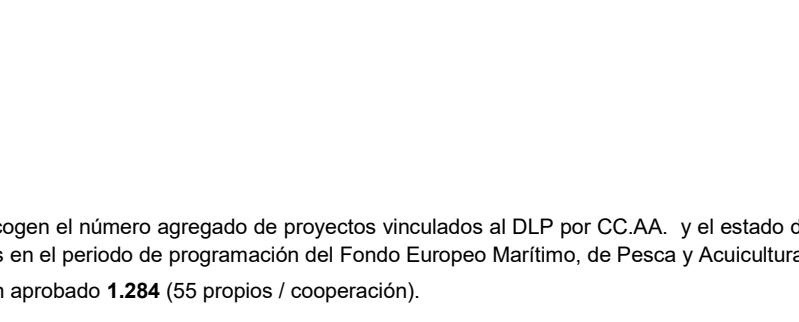 cogen el número agregado de proyectos vinculados al DLP por CC.AA. y el estado d
s en el periodo de programación del Fondo Europeo Marítimo, de Pesca y Acuicultura
n aprobado 1.284 (55 propios / cooperación).